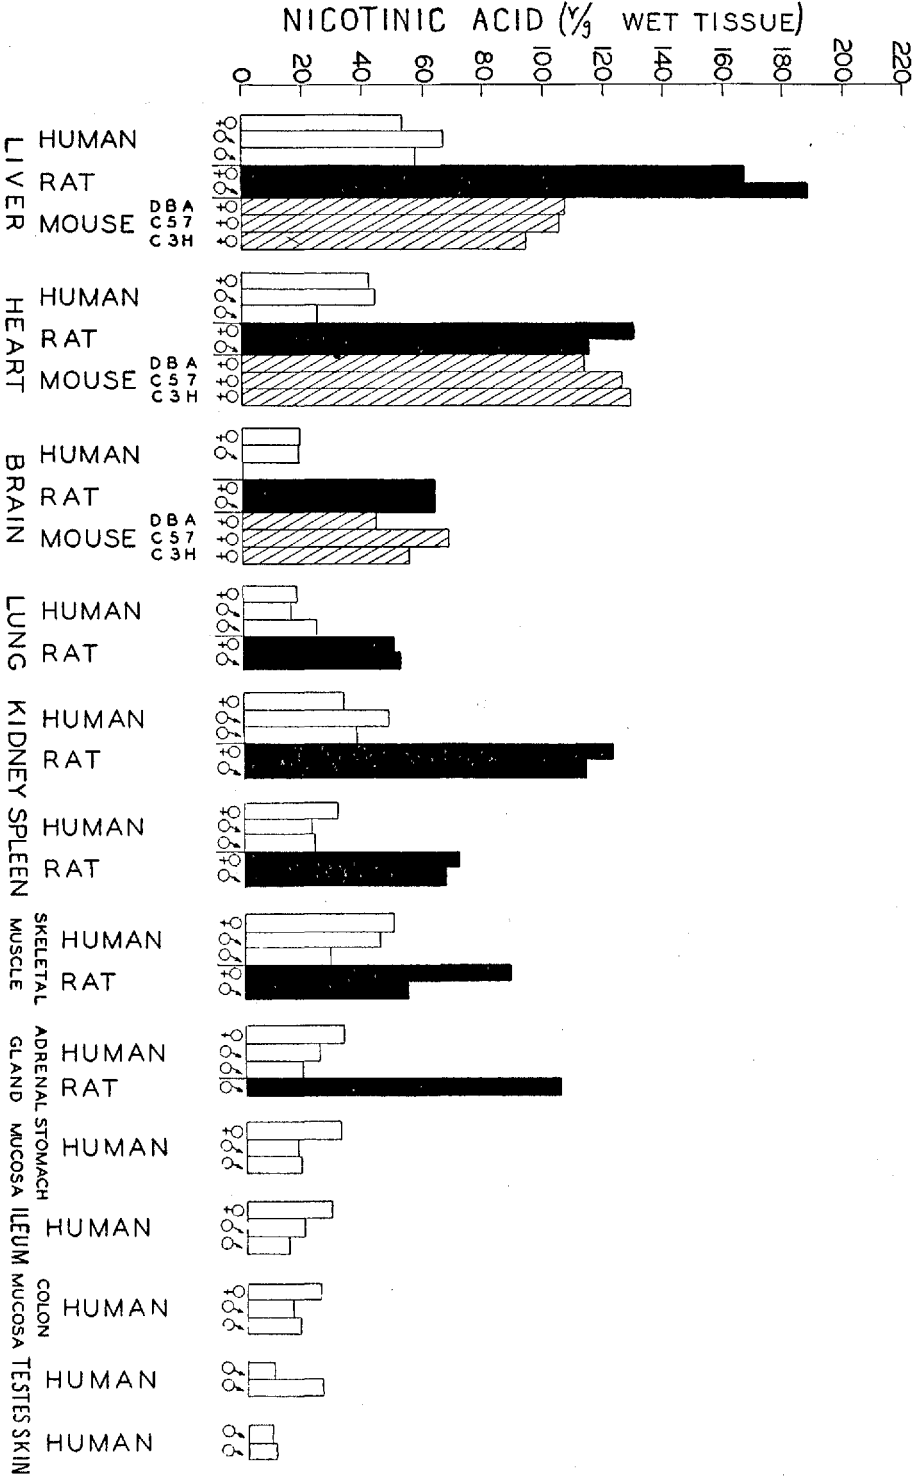 NICOTINIC ACID (γ/g WET TISSUE)
0 20 40 60 80 100 120 140 160 180 200 220
LIVER
HUMAN ♀ ♂ ♂
RAT ♀ ♂
MOUSE DBA ♀
C57 ♀
C3H ♀
HEART
HUMAN ♀ ♂ ♂
RAT ♀ ♂
MOUSE DBA ♀
C57 ♀
C3H ♀
BRAIN
HUMAN ♀ ♂
RAT ♀ ♂
MOUSE DBA ♀
C57 ♀
C3H ♀
LUNG
HUMAN ♀ ♂ ♂
RAT ♀ ♂
KIDNEY
HUMAN ♀ ♂ ♂
RAT ♀ ♂
SPLEEN
HUMAN ♀ ♂ ♂
RAT ♀ ♂
SKELETAL
MUSCLE
HUMAN ♀ ♂ ♂
RAT ♀ ♂
ADRENAL
GLAND
HUMAN ♀ ♂ ♂
RAT ♂
STOMACH
MUCOSA
HUMAN ♀ ♂ ♂
ILEUM
MUCOSA
HUMAN ♀ ♂ ♂
COLON
HUMAN ♀ ♂ ♂
TESTES
HUMAN ♂ ♂
SKIN
HUMAN ♂ ♂